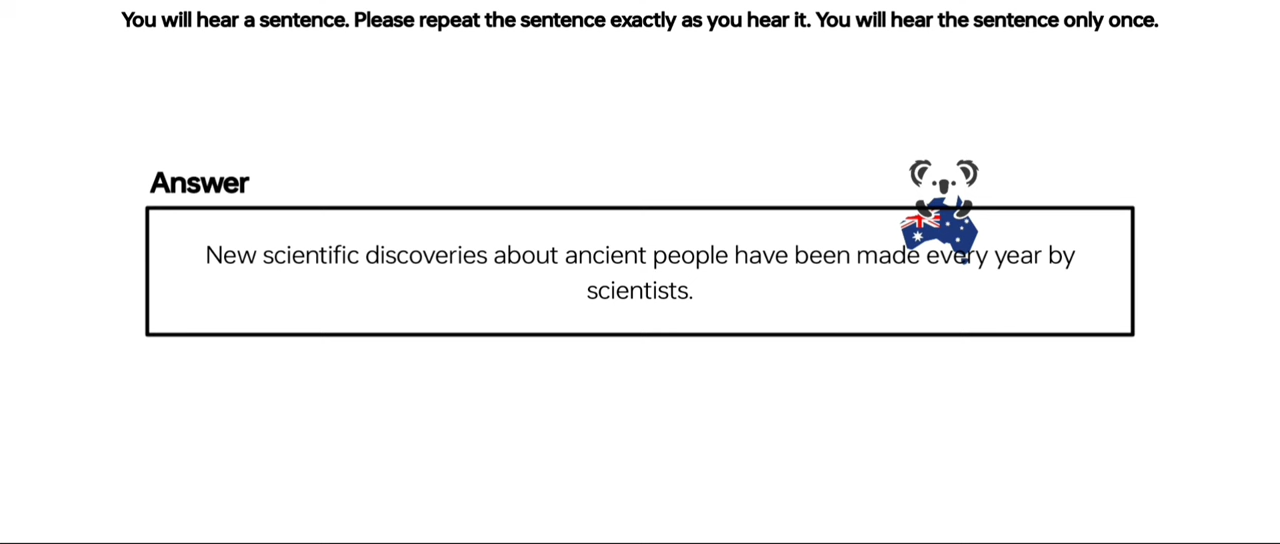 You will hear a sentence. Please repeat the sentence exactly as you hear it. You will hear the sentence only once.
Answer
New scientific discoveries about ancient people have been made every year by
scientists.